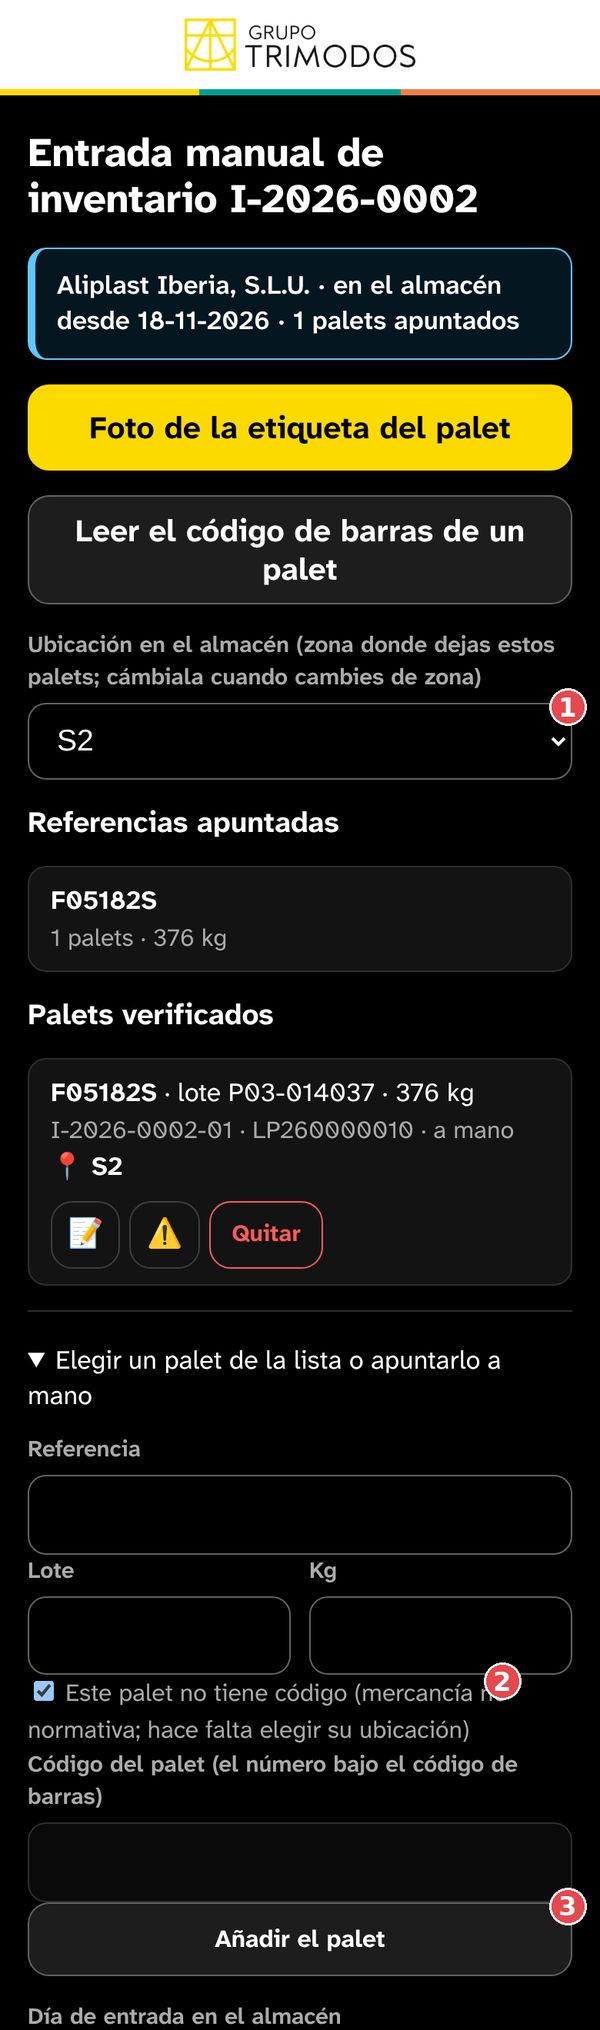 GRUPO
TRIMODOS
Entrada manual de
inventario I-2026-0002
Aliplast Iberia, S.L.U. · en el almacén
desde 18-11-2026 · 1 palets apuntados
Foto de la etiqueta del palet
Leer el código de barras de un
palet
Ubicación en el almacén (zona donde dejas estos
palets; cámbiala cuando cambies de zona)
1
S2
Referencias apuntadas
F05182S
1 palets · 376 kg
Palets verificados
F05182S · lote P03-014037 · 376 kg
I-2026-0002-01 · LP260000010 · a mano
S2
Quitar
▼ Elegir un palet de la lista o apuntarlo a
mano
Referencia
Lote Kg
2
Este palet no tiene código (mercancía
normativa; hace falta elegir su ubicación)
Código del palet (el número bajo el código de
barras)
3
Añadir el palet
Día de entrada en el almacén